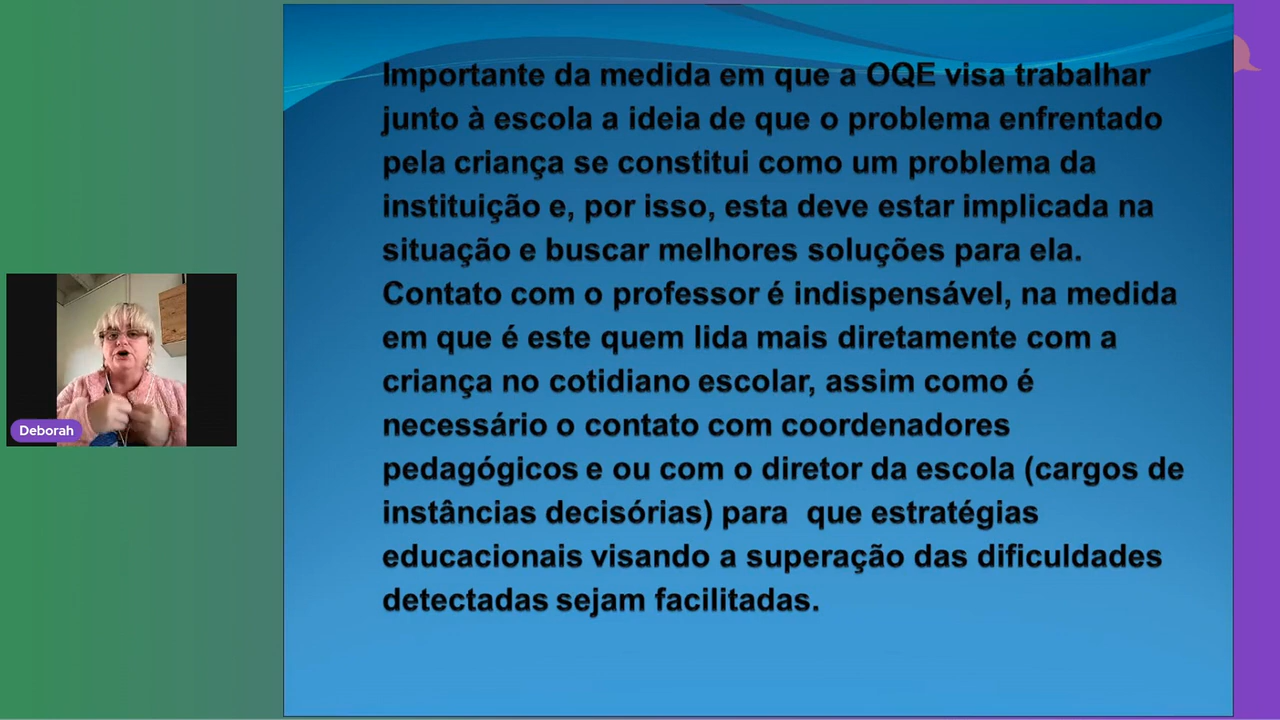 Importante da medida em que a OQE visa trabalhar
junto à escola a ideia de que o problema enfrentado
pela criança se constitui como um problema da
instituição e, por isso, esta deve estar implicada na
situação e buscar melhores soluções para ela.
Contato com o professor é indispensável, na medida
em que é este quem lida mais diretamente com a
criança no cotidiano escolar, assim como é
necessário o contato com coordenadores
pedagógicos e ou com o diretor da escola (cargos de
instâncias decisórias) para  que estratégias
educacionais visando a superação das dificuldades
detectadas sejam facilitadas.
Deborah